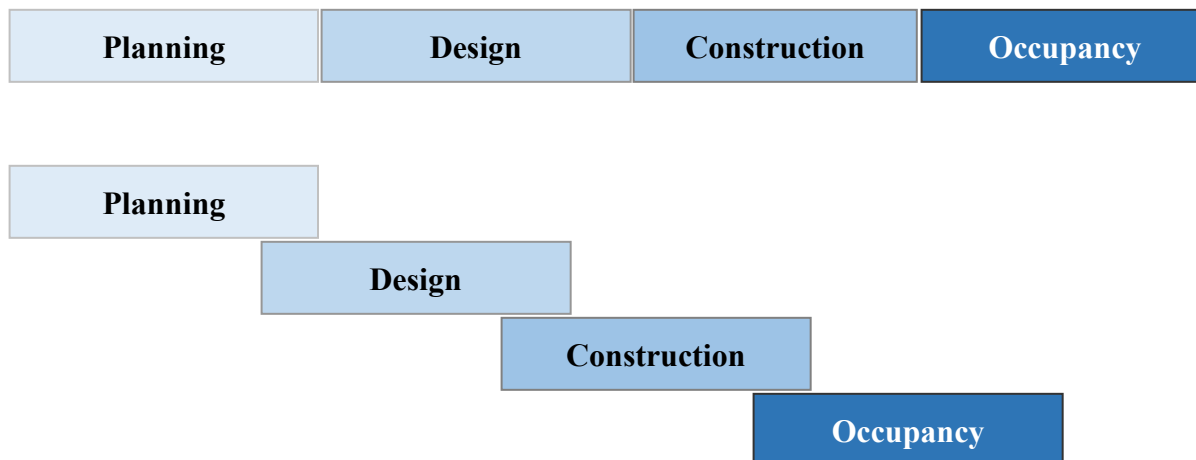 Planning Design Construction Occupancy
Planning
Design
Construction
Occupancy